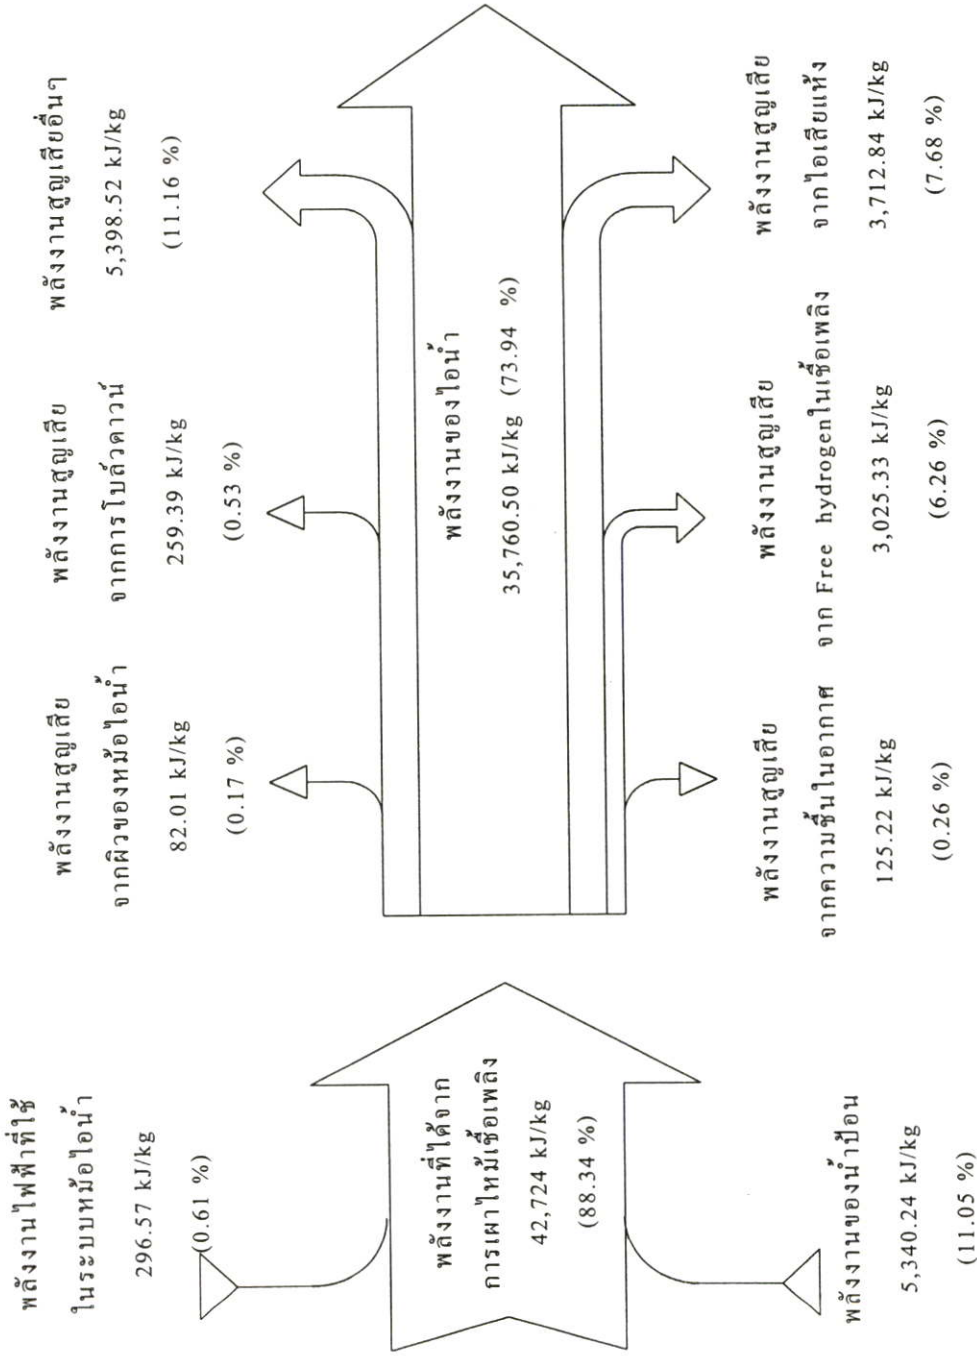 พลังงานไฟฟ้าที่ใช้
ในระบบหม้อไอน้ำ
296.57 kJ/kg
(0.61 %)
พลังงานที่ได้จาก
การเผาไหม้เชื้อเพลิง
42,724 kJ/kg
(88.34 %)
พลังงานของน้ำป้อน
5,340.24 kJ/kg
(11.05 %)
พลังงานสูญเสีย
จากผิวของหม้อไอน้ำ
82.01 kJ/kg
(0.17 %)
พลังงานสูญเสีย
จากการโบล์วดาวน์
259.39 kJ/kg
(0.53 %)
พลังงานสูญเสียอื่นๆ
5,398.52 kJ/kg
(11.16 %)
พลังงานของไอน้ำ
35,760.50 kJ/kg (73.94 %)
พลังงานสูญเสีย
จากความชื้นในอากาศ
125.22 kJ/kg
(0.26 %)
พลังงานสูญเสีย
จาก Free hydrogenในเชื้อเพลิง
3,025.33 kJ/kg
(6.26 %)
พลังงานสูญเสีย
จากไอเสียแห้ง
3,712.84 kJ/kg
(7.68 %)